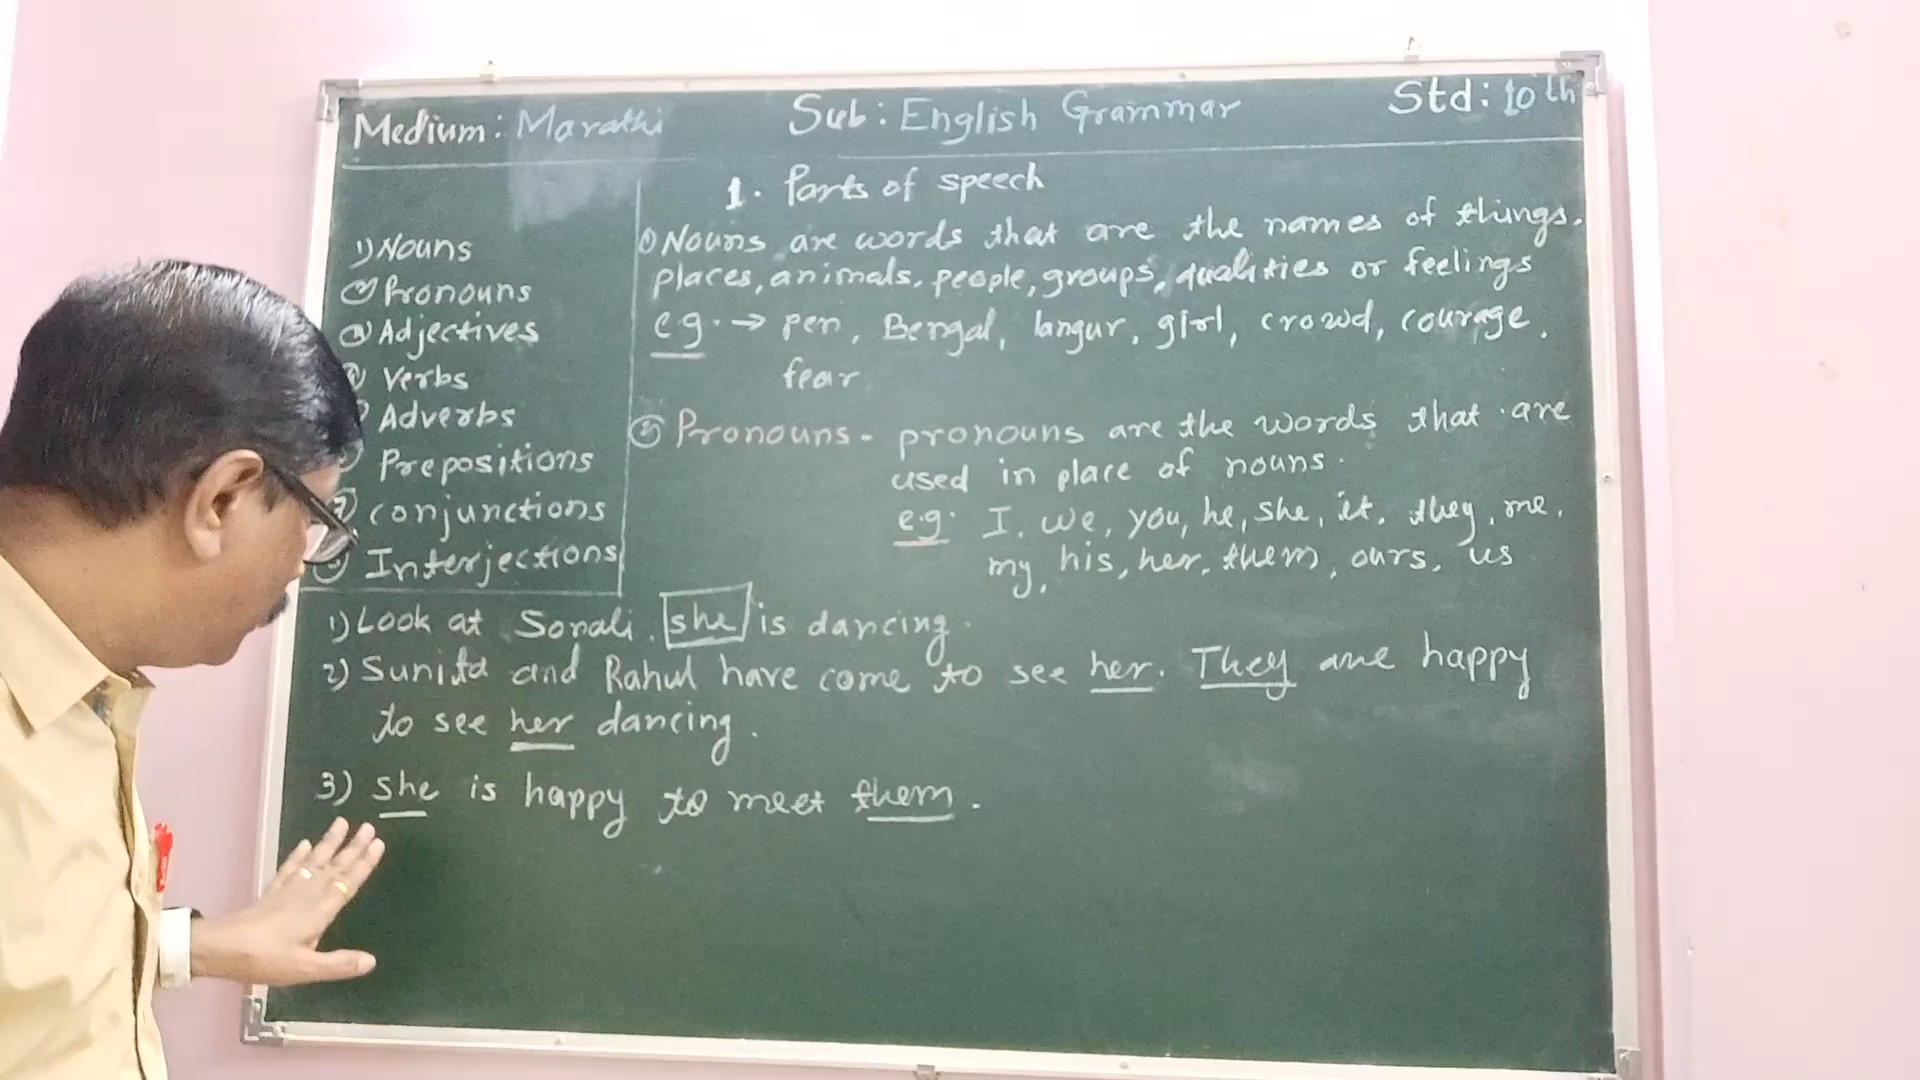 Medium: Marathi Sub: English Grammar Std: 10th
1. Parts of speech
1) Nouns
② Pronouns
③ Adjectives
④ Verbs
Adverbs
Prepositions
⑦ conjunctions
Interjections
① Nouns are words that are the names of things,
places, animals, people, groups, qualities or feelings
eg. → pen, Bengal, langur, girl, crowd, courage,
fear
② Pronouns - pronouns are the words that are
used in place of nouns.
e.g. I, we, you, he, she, it, they, me,
my, his, her, them, ours, us
1) Look at Sonali. she is dancing.
2) Sunita and Rahul have come to see her. They are happy
to see her dancing.
3) she is happy to meet them.